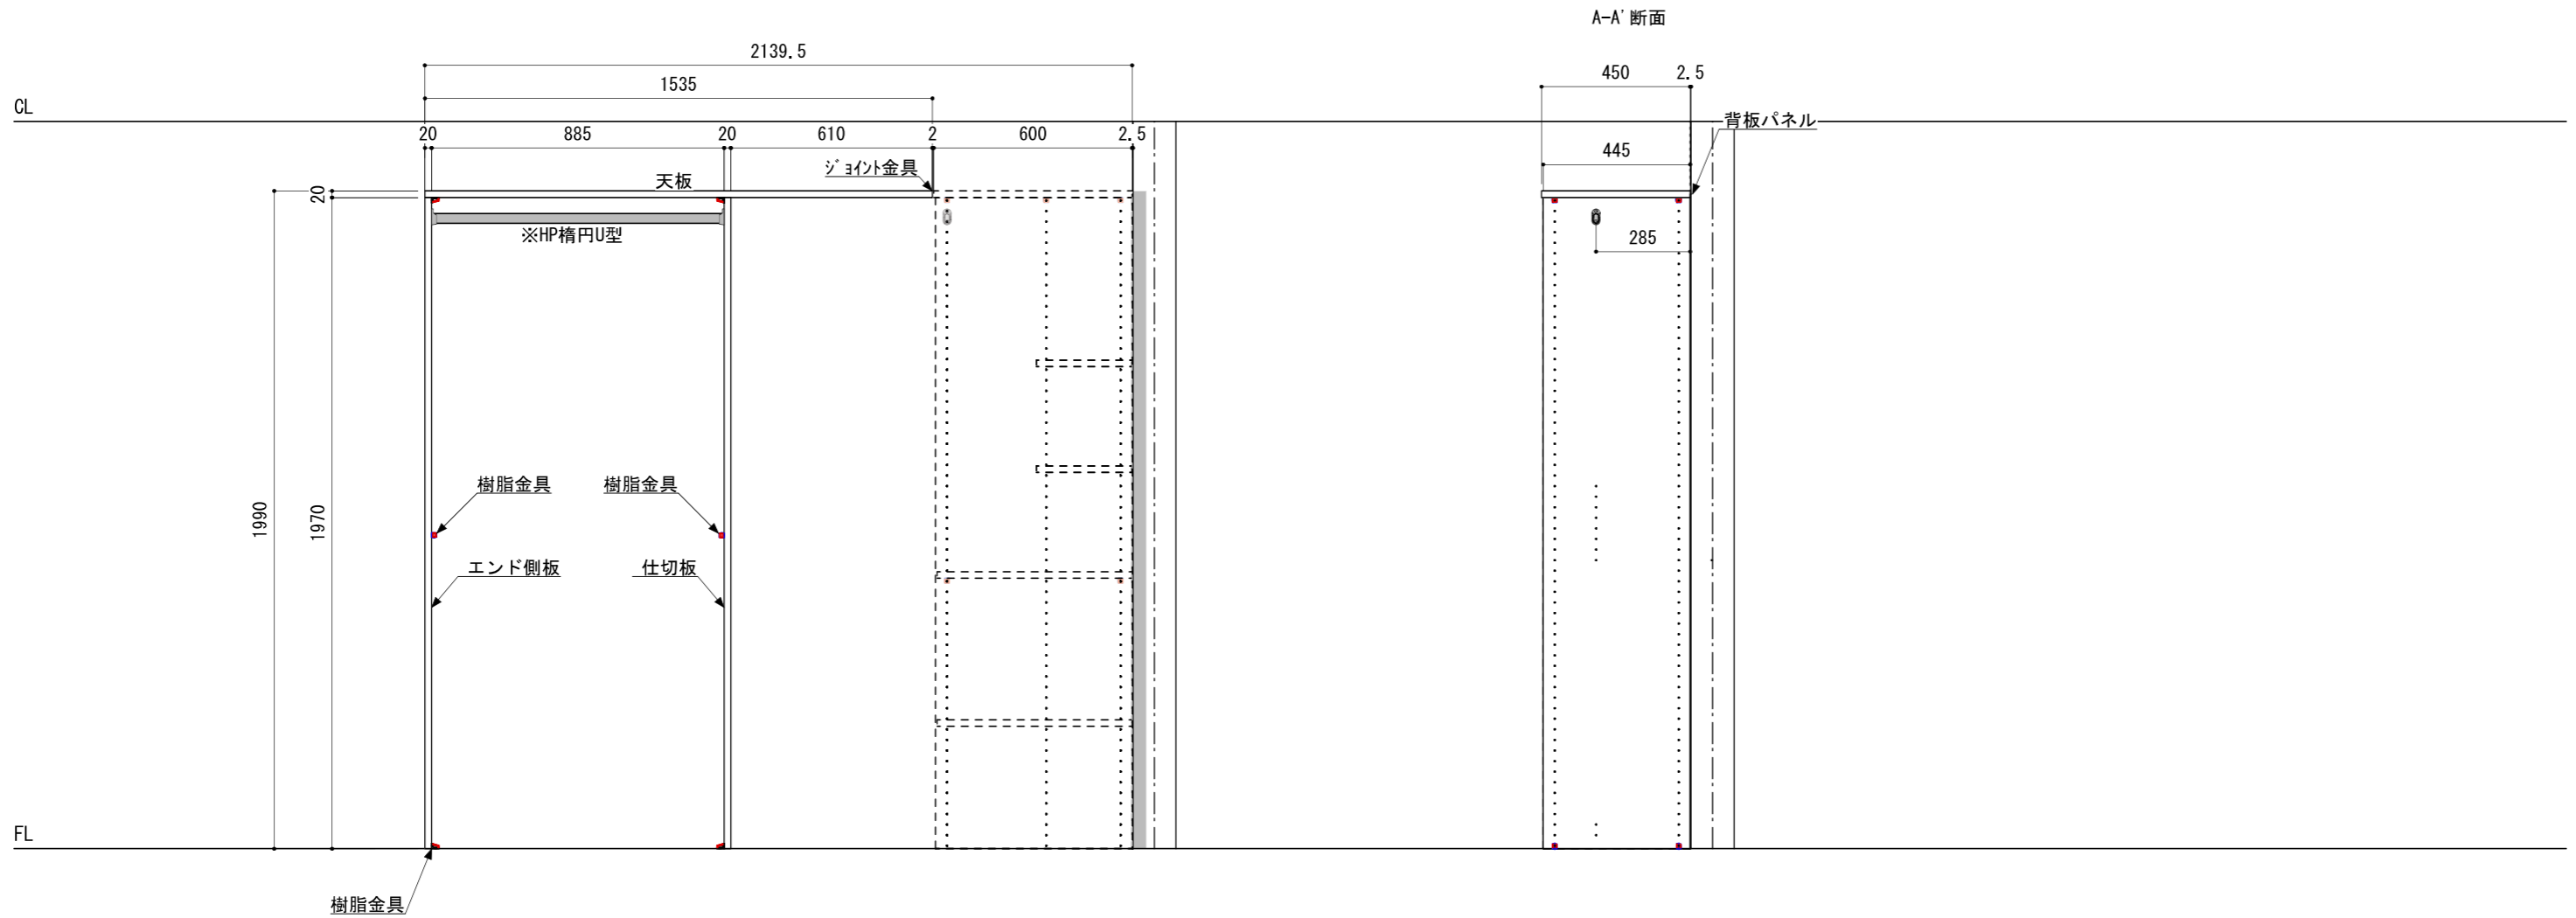 A-A'断面
2139.5
1535
450
2.5
CL
20
885
20
610
2
600
2.5
背板パネル
445
ジョイント金具
天板
20
※HP楕円U型
285
樹脂金具
樹脂金具
1990
1970
エンド側板
仕切板
FL
樹脂金具